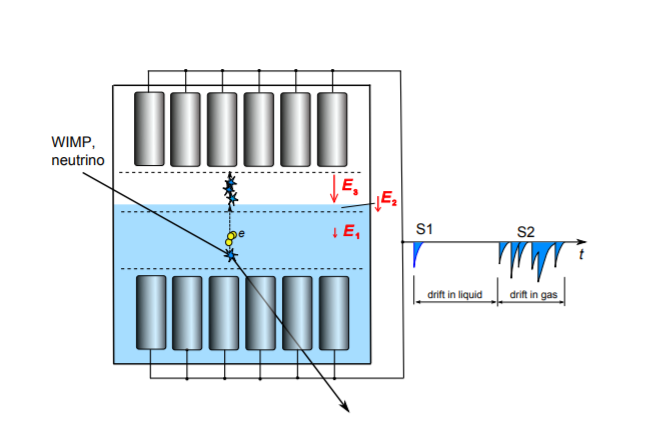 WIMP,
neutrino
E3
E2
e
E1
S1
S2
t
drift in liquid
drift in gas